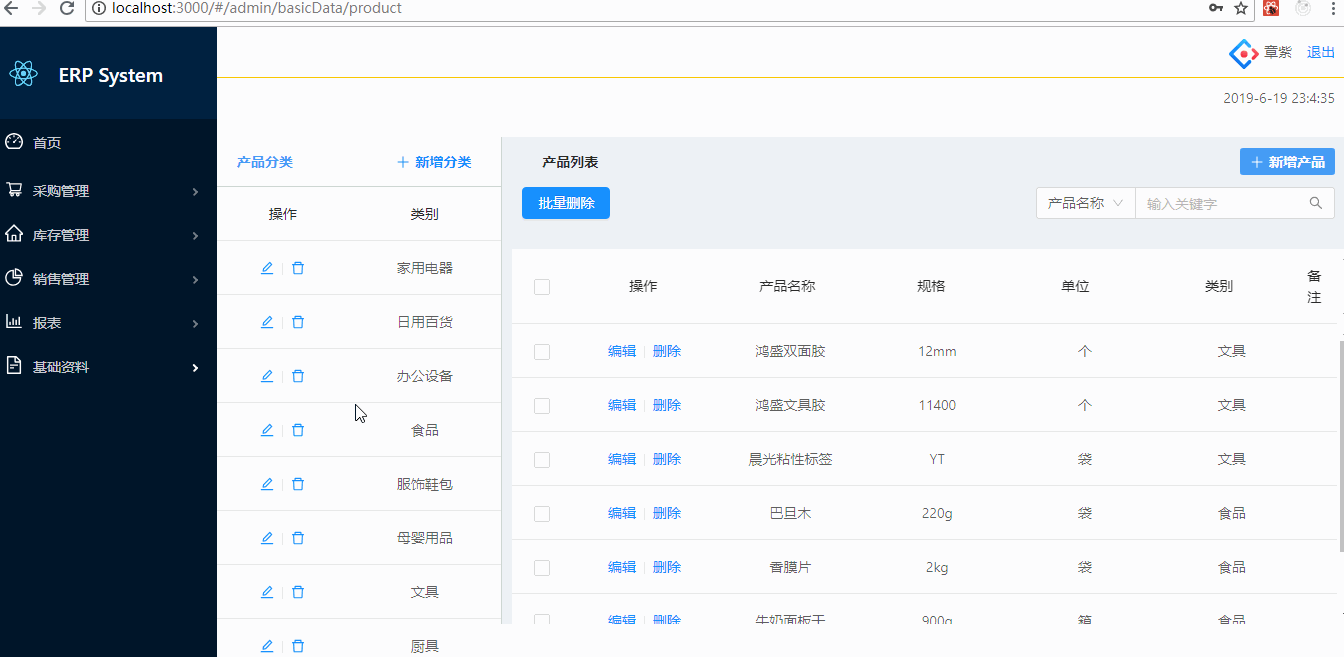 localhost:3000/#/admin/basicData/product
ERP System
章紫 退出
2019-6-19 23:4:35
首页
采购管理
库存管理
销售管理
报表
基础资料
产品分类 + 新增分类
操作 类别
家用电器
日用百货
办公设备
食品
服饰鞋包
母婴用品
文具
厨具
产品列表 + 新增产品
批量删除 产品名称 输入关键字
操作 产品名称 规格 单位 类别 备注
编辑 删除 鸿盛双面胶 12mm 个 文具
编辑 删除 鸿盛文具胶 11400 个 文具
编辑 删除 晨光粘性标签 YT 袋 文具
编辑 删除 巴旦木 220g 袋 食品
编辑 删除 香膜片 2kg 袋 食品
编辑 删除 牛奶面板干 900g 箱 食品